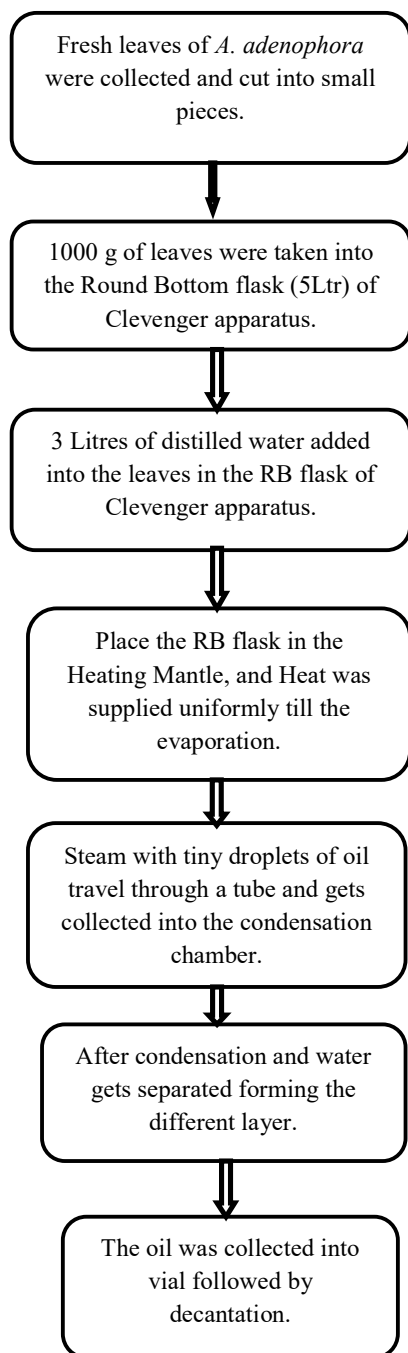 Fresh leaves of A. adenophora
were collected and cut into small
pieces.
1000 g of leaves were taken into
the Round Bottom flask (5Ltr) of
Clevenger apparatus.
3 Litres of distilled water added
into the leaves in the RB flask of
Clevenger apparatus.
Place the RB flask in the
Heating Mantle, and Heat was
supplied uniformly till the
evaporation.
Steam with tiny droplets of oil
travel through a tube and gets
collected into the condensation
chamber.
After condensation and water
gets separated forming the
different layer.
The oil was collected into
vial followed by
decantation.